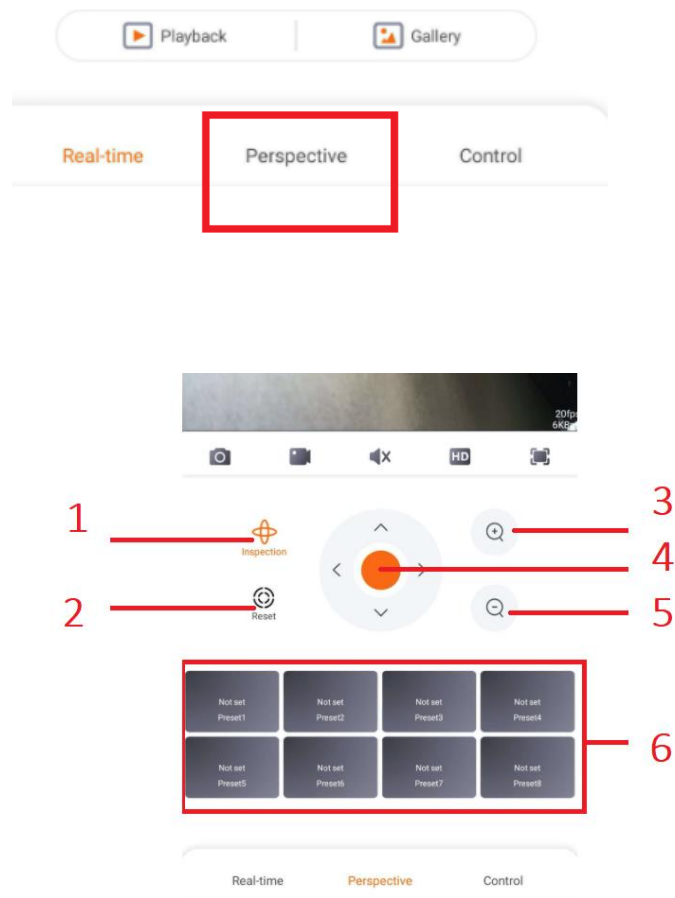 Playback
Gallery
Real-time
Perspective
Control
20fps
HD
1
Inspection
2
Reset
3
4
5
Not set
Preset1
Not set
Preset2
Not set
Preset3
Not set
Preset4
Not set
Preset5
Not set
Preset6
Not set
Preset7
Not set
Preset8
6
Real-time
Perspective
Control